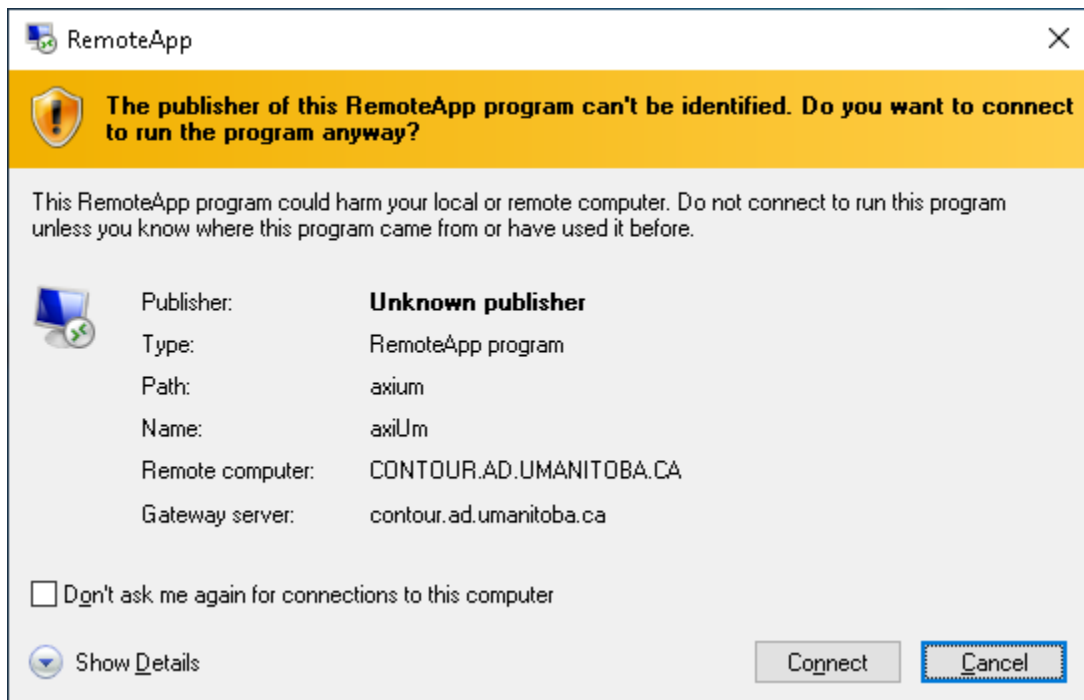 RemoteApp
The publisher of this RemoteApp program can't be identified. Do you want to connect
to run the program anyway?
This RemoteApp program could harm your local or remote computer. Do not connect to run this program
unless you know where this program came from or have used it before.
Publisher: Unknown publisher
Type: RemoteApp program
Path: axium
Name: axiUm
Remote computer: CONTOUR.AD.UMANITOBA.CA
Gateway server: contour.ad.umanitoba.ca
Don't ask me again for connections to this computer
Show Details Connect Cancel